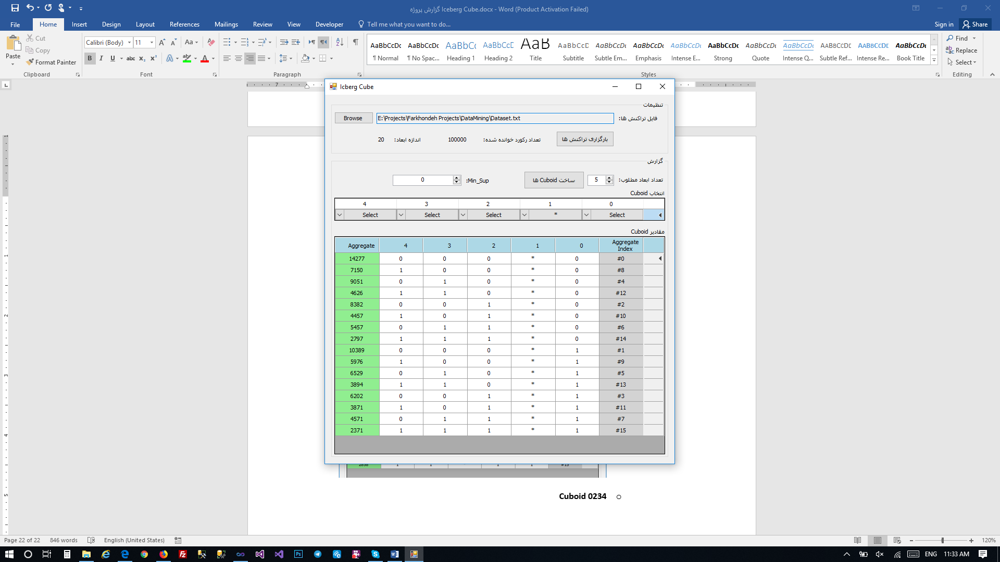 گزارش پروژه Iceberg Cube.docx - Word (Product Activation Failed)
File Home Insert Design Layout References Mailings Review View Developer Tell me what you want to do... Sign in Share
Paste Cut Copy Format Painter
Calibri (Body) 11 Aa
B I U abc x₂ x² A A
AaBbCcDc AaBbCcDc AaBbCc AaBbCcD AaB AaBbCcD AaBbCcDc AaBbCcDc AaBbCcDc AaBbCcDc AaBbCcDc AaBbCcDc AABBCCDD AABBCCDD AaBbCcDc
¶ Normal ¶ No Spac... Heading 1 Heading 2 Title Subtitle Subtle Em... Emphasis Intense E... Strong Quote Intense Q... Subtle Ref... Intense Re... Book Title
Find
Replace
Select
Clipboard Font Paragraph Styles Editing
Icberg Cube
تنظیمات
فایل تراکنش ها: E:\Projects\Farkhondeh Projects\DataMining\Dataset.txt Browse
بارگزاری تراکنش ها تعداد رکورد خوانده شده: 100000 اندازه ابعاد: 20
گزارش
تعداد ابعاد مطلوب: 5 ساخت Cuboid ها Min_Sup: 0
انتخاب Cuboid
4 3 2 1 0
Select Select Select * Select
مقادیر Cuboid
Aggregate 4 3 2 1 0 Aggregate Index
14277 0 0 0 * 0 #0
7150 1 0 0 * 0 #8
9051 0 1 0 * 0 #4
4626 1 1 0 * 0 #12
8382 0 0 1 * 0 #2
4457 1 0 1 * 0 #10
5457 0 1 1 * 0 #6
2797 1 1 1 * 0 #14
10389 0 0 0 * 1 #1
5976 1 0 0 * 1 #9
6529 0 1 0 * 1 #5
3894 1 1 0 * 1 #13
6202 0 0 1 * 1 #3
3871 1 0 1 * 1 #11
4571 0 1 1 * 1 #7
2371 1 1 1 * 1 #15
Cuboid 0234
Page 22 of 22 846 words English (United States) 120%
ENG 11:33 AM